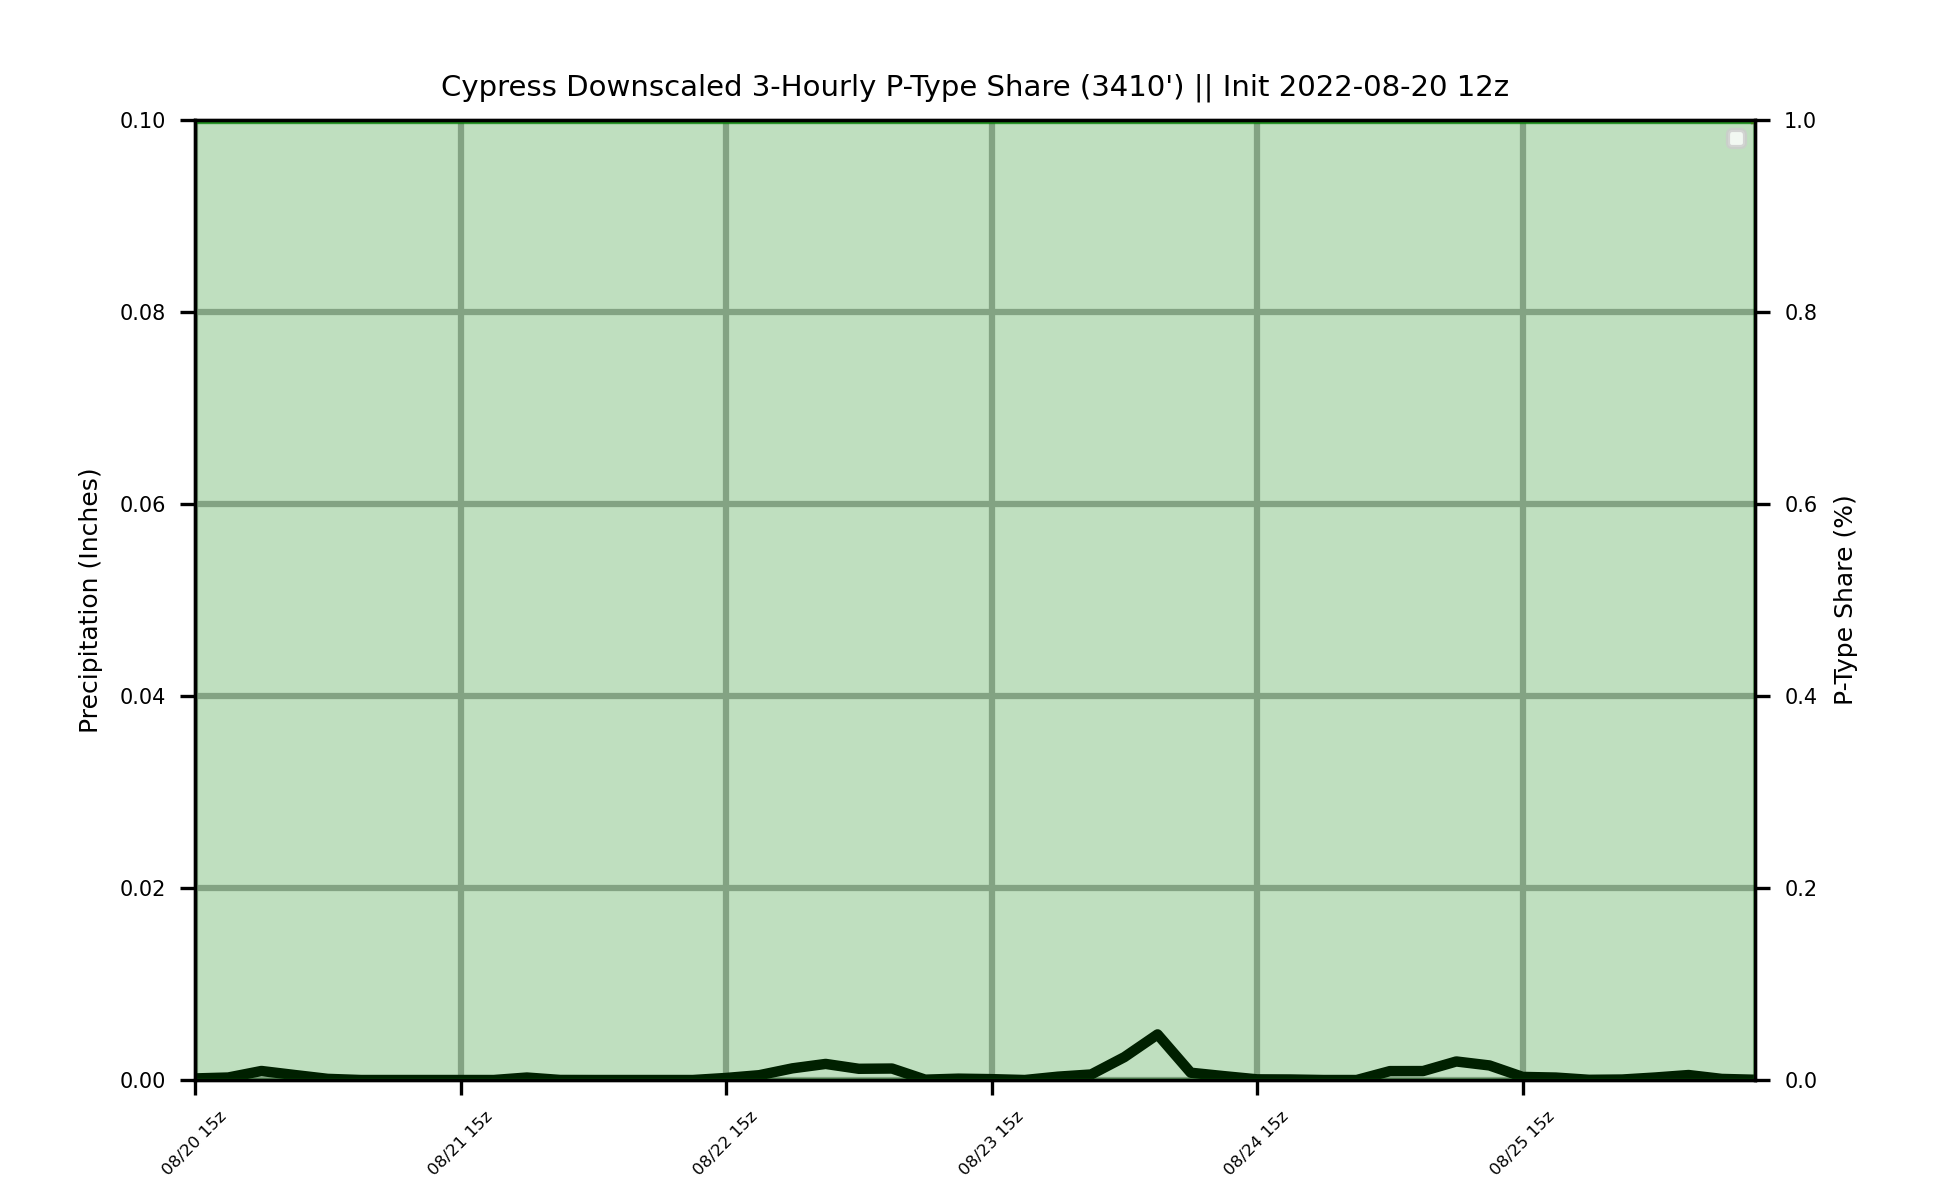 Cypress Downscaled 3-Hourly P-Type Share (3410') || Init 2022-08-20 12z
Precipitation (Inches)
0.10
0.08
0.06
0.04
0.02
0.00
1.0
0.8
0.6
0.4
0.2
0.0
P-Type Share (%)
08/20 15z
08/21 15z
08/22 15z
08/23 15z
08/24 15z
08/25 15z